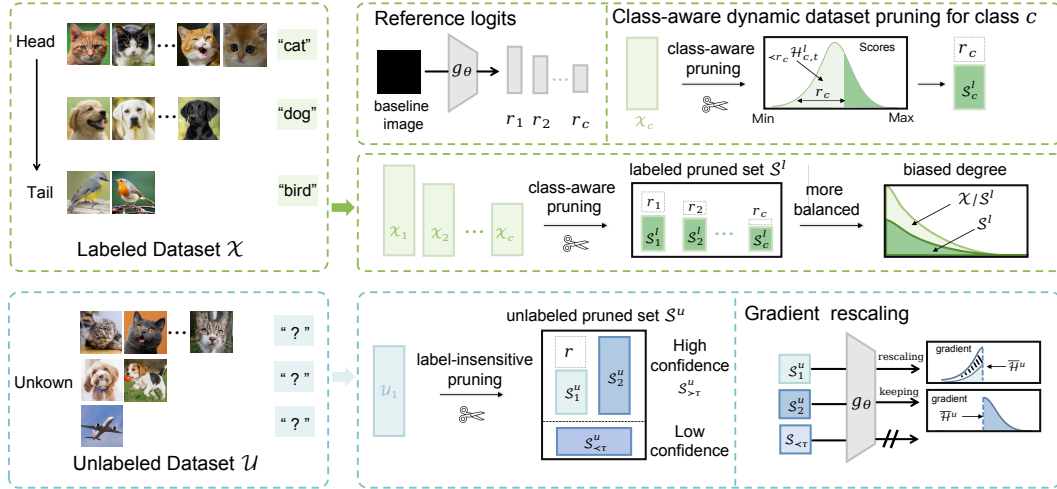 Head
"cat"
"dog"
Tail
"bird"
Labeled Dataset 𝒳
Reference logits
baseline
image
g_θ
r_1 r_2 r_c
Class-aware dynamic dataset pruning for class c
𝒳_c
class-aware
pruning
Scores
≺r_c ℋ^l_{c,t}
r_c
Min Max
r_c
𝒮^l_c
𝒳_1 𝒳_2 ··· 𝒳_c
class-aware
pruning
labeled pruned set 𝒮^l
r_1 r_2 r_c
𝒮^l_1 𝒮^l_2 ··· 𝒮^l_c
more
balanced
biased degree
𝒳/𝒮^l
𝒮^l
Unkown
"?"
"?"
"?"
Unlabeled Dataset 𝒰
𝒰_1
label-insensitive
pruning
unlabeled pruned set 𝒮^u
r
𝒮^u_1
𝒮^u_2
𝒮^u_{≺τ}
High
confidence
𝒮^u_{≻τ}
Low
confidence
Gradient rescaling
𝒮^u_1
𝒮^u_2
𝒮_{≺τ}
g_θ
rescaling
keeping
gradient
ℋ̅^u
gradient
ℋ̅^u